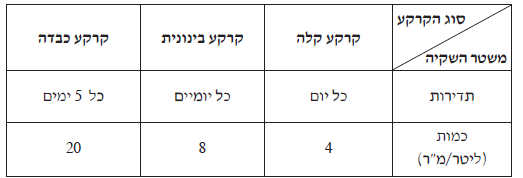 סוג הקרקע
משטר השקיה
קרקע קלה
קרקע בינונית
קרקע כבדה
תדירות
כל יום
כל יומיים
כל 5 ימים
כמות
(ליטר/מ"ר)
4
8
20